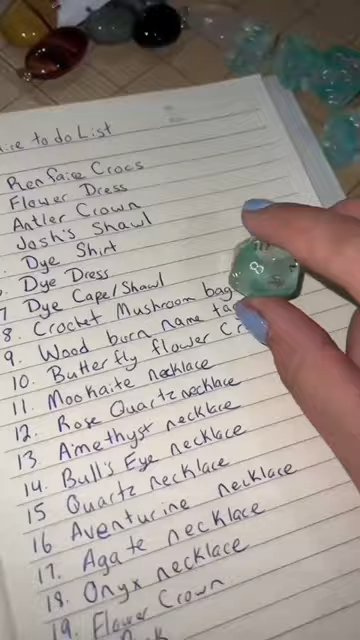 to do List
Ren Faire Crocs
Flower Dress
Antler Crown
Josh's Shawl
Dye Shirt
Dye Dress
7 Dye Cape/Shawl
8. Crochet Mushroom bag
9. Wood burn name
10. Butterfly flower
11. Mookaite necklace
12. Rose Quartz necklace
13 Amethyst necklace
14. Bull's Eye necklace
15 Quartz necklace
16 Aventurine necklace
17. Agate necklace
18. Onyx necklace
19. Flower Crown
8